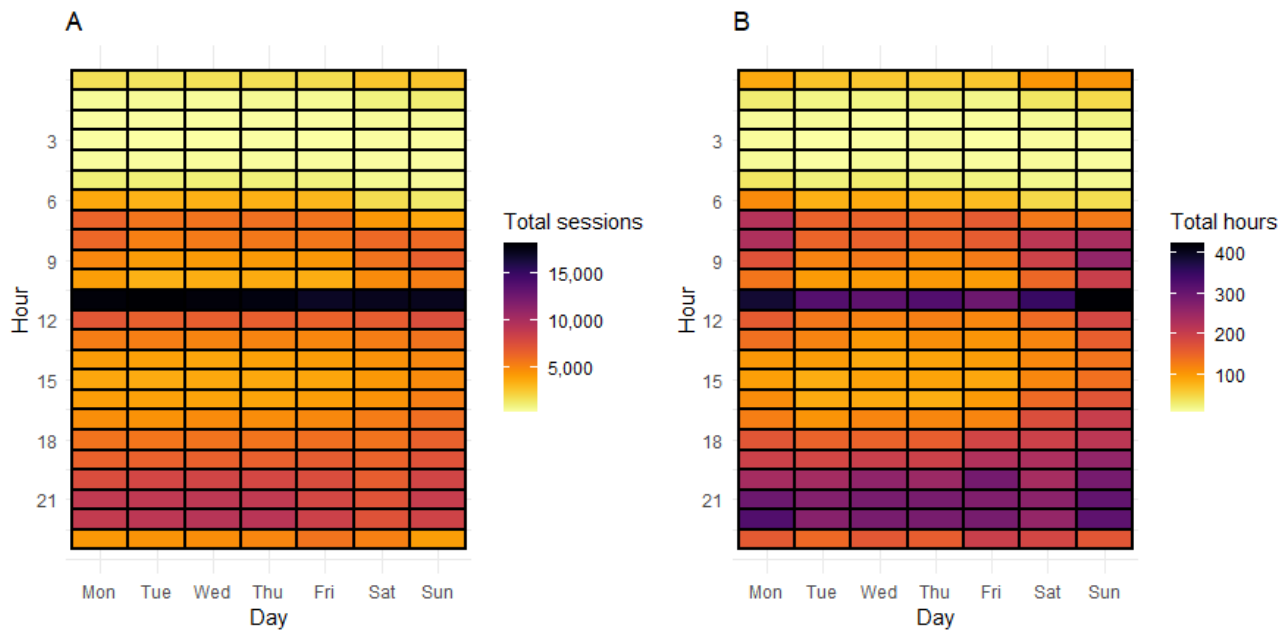 A
Hour
3
6
9
12
15
18
21
Mon Tue Wed Thu Fri Sat Sun
Day
Total sessions
15,000
10,000
5,000
B
Hour
3
6
9
12
15
18
21
Mon Tue Wed Thu Fri Sat Sun
Day
Total hours
400
300
200
100